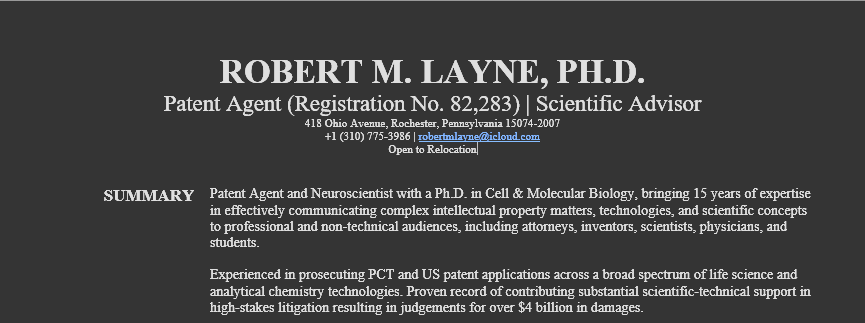 ROBERT M. LAYNE, PH.D.
Patent Agent (Registration No. 82,283) | Scientific Advisor
418 Ohio Avenue, Rochester, Pennsylvania 15074-2007
+1 (310) 775-3986 | robertmlayne@icloud.com
Open to Relocation
SUMMARY
Patent Agent and Neuroscientist with a Ph.D. in Cell & Molecular Biology, bringing 15 years of expertise
in effectively communicating complex intellectual property matters, technologies, and scientific concepts
to professional and non-technical audiences, including attorneys, inventors, scientists, physicians, and
students.
Experienced in prosecuting PCT and US patent applications across a broad spectrum of life science and
analytical chemistry technologies. Proven record of contributing substantial scientific-technical support in
high-stakes litigation resulting in judgements for over $4 billion in damages.